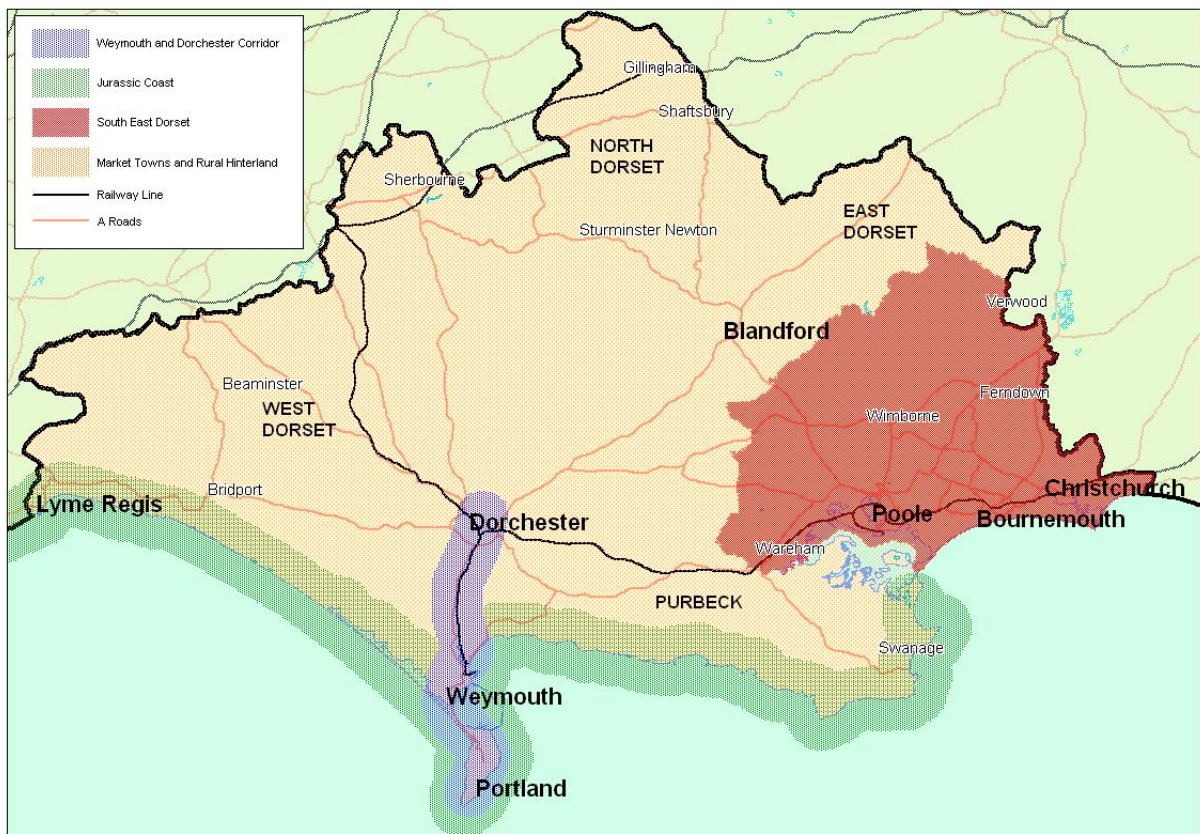 Weymouth and Dorchester Corridor
Jurassic Coast
South East Dorset
Market Towns and Rural Hinterland
Railway Line
A Roads
Gillingham
Shaftsbury
NORTH
DORSET
Sherbourne
EAST
DORSET
Sturminster Newton
Verwood
Blandford
Beaminster
Ferndown
WEST
DORSET
Wimborne
Bridport
Christchurch
Lyme Regis
Dorchester
Poole
Bournemouth
Wareham
PURBECK
Swanage
Weymouth
Portland